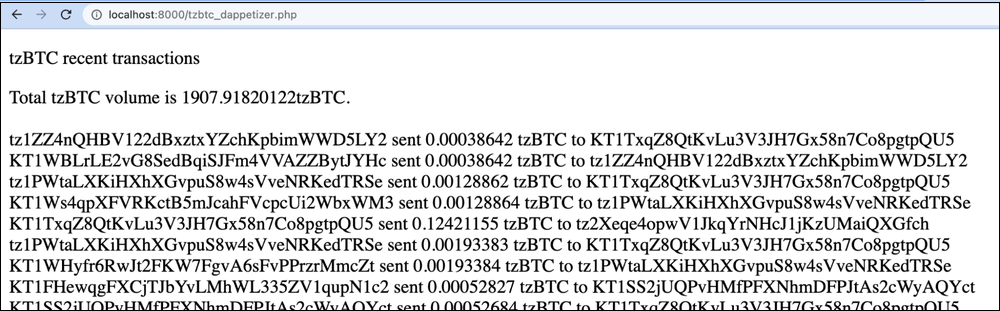 localhost:8000/tzbtc_dappetizer.php
tzBTC recent transactions
Total tzBTC volume is 1907.91820122tzBTC.
tz1ZZ4nQHBV122dBxztxYZchKpbimWWD5LY2 sent 0.00038642 tzBTC to KT1TxqZ8QtKvLu3V3JH7Gx58n7Co8pgtpQU5
KT1WBLrLE2vG8SedBqiSJFm4VVAZZBytJYHc sent 0.00038642 tzBTC to tz1ZZ4nQHBV122dBxztxYZchKpbimWWD5LY2
tz1PWtaLXKiHXhXGvpuS8w4sVveNRKedTRSe sent 0.00128862 tzBTC to KT1TxqZ8QtKvLu3V3JH7Gx58n7Co8pgtpQU5
KT1Ws4qpXFVRKctB5mJcahFVcpcUi2WbxWM3 sent 0.00128864 tzBTC to tz1PWtaLXKiHXhXGvpuS8w4sVveNRKedTRSe
KT1TxqZ8QtKvLu3V3JH7Gx58n7Co8pgtpQU5 sent 0.12421155 tzBTC to tz2Xeqe4opwV1JkqYrNHcJ1jKzUMaiQXGfch
tz1PWtaLXKiHXhXGvpuS8w4sVveNRKedTRSe sent 0.00193383 tzBTC to KT1TxqZ8QtKvLu3V3JH7Gx58n7Co8pgtpQU5
KT1WHyfr6RwJt2FKW7FgvA6sFvPPrzrMmcZt sent 0.00193384 tzBTC to tz1PWtaLXKiHXhXGvpuS8w4sVveNRKedTRSe
KT1FHewqgFXCjTJbYvLMhWL335ZV1qupN1c2 sent 0.00052827 tzBTC to KT1SS2jUQPvHMfPFXNhmDFPJtAs2cWyAQYct
KT1SS2jUQPvHMfPFXNhmDFPJtAs2cWyAQYct sent 0.00052684 tzBTC to KT1TxqZ8QtKvLu3V3JH7Gx58n7Co8pgtpQU5